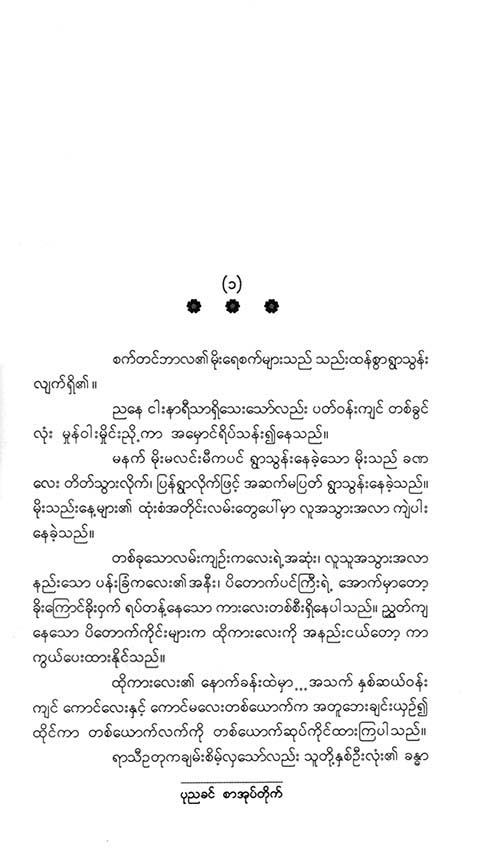 (၁)
စက်တင်ဘာလ၏ မိုးရေစက်များသည် သည်းထန်စွာရွာသွန်း
လျက်ရှိ၏ ။
ညနေ ငါးနာရီသာရှိသေးသော်လည်း ပတ်ဝန်းကျင် တစ်ခွင်
လုံး မှုန်ဝါးမှိုင်းညို့ကာ အမှောင်ရိပ်သန်း၍နေသည်။
မနက် မိုးမလင်းမီကပင် ရွာသွန်းနေခဲ့သော မိုးသည် ခဏ
လေး တိတ်သွားလိုက်၊ ပြန်ရွာလိုက်ဖြင့် အဆက်မပြတ် ရွာသွန်းနေခဲ့သည်။
မိုးသည်းနေ့များ၏ ထုံးစံအတိုင်းလမ်းတွေပေါ်မှာ လူအသွားအလာ ကျဲပါး
နေခဲ့သည်။
တစ်ခုသောလမ်းကျဉ်းကလေးရဲ့အဆုံး၊ လူသူအသွားအလာ
နည်းသော ပန်းခြံကလေး၏အနီး၊ ပိတောက်ပင်ကြီးရဲ့ အောက်မှာတော့
ခိုးကြောင်ခိုးဝှက် ရပ်တန့်နေသော ကားလေးတစ်စီးရှိနေပါသည်။ ညွှတ်ကျ
နေသော ပိတောက်ကိုင်းများက ထိုကားလေးကို အနည်းငယ်တော့ ကာ
ကွယ်ပေးထားနိုင်သည်။
ထိုကားလေး၏ နောက်ခန်းထဲမှာ...အသက် နှစ်ဆယ်ဝန်း
ကျင် ကောင်လေးနှင့် ကောင်မလေးတစ်ယောက်က အတူဘေးချင်းယှဉ်၍
ထိုင်ကာ တစ်ယောက်လက်ကို တစ်ယောက်ဆုပ်ကိုင်ထားကြပါသည်။
ရာသီဥတုကချမ်းစိမ့်လှသော်လည်း သူတို့နှစ်ဦးလုံး၏ ခန္ဓာ
ပုညခင် စာအုပ်တိုက်